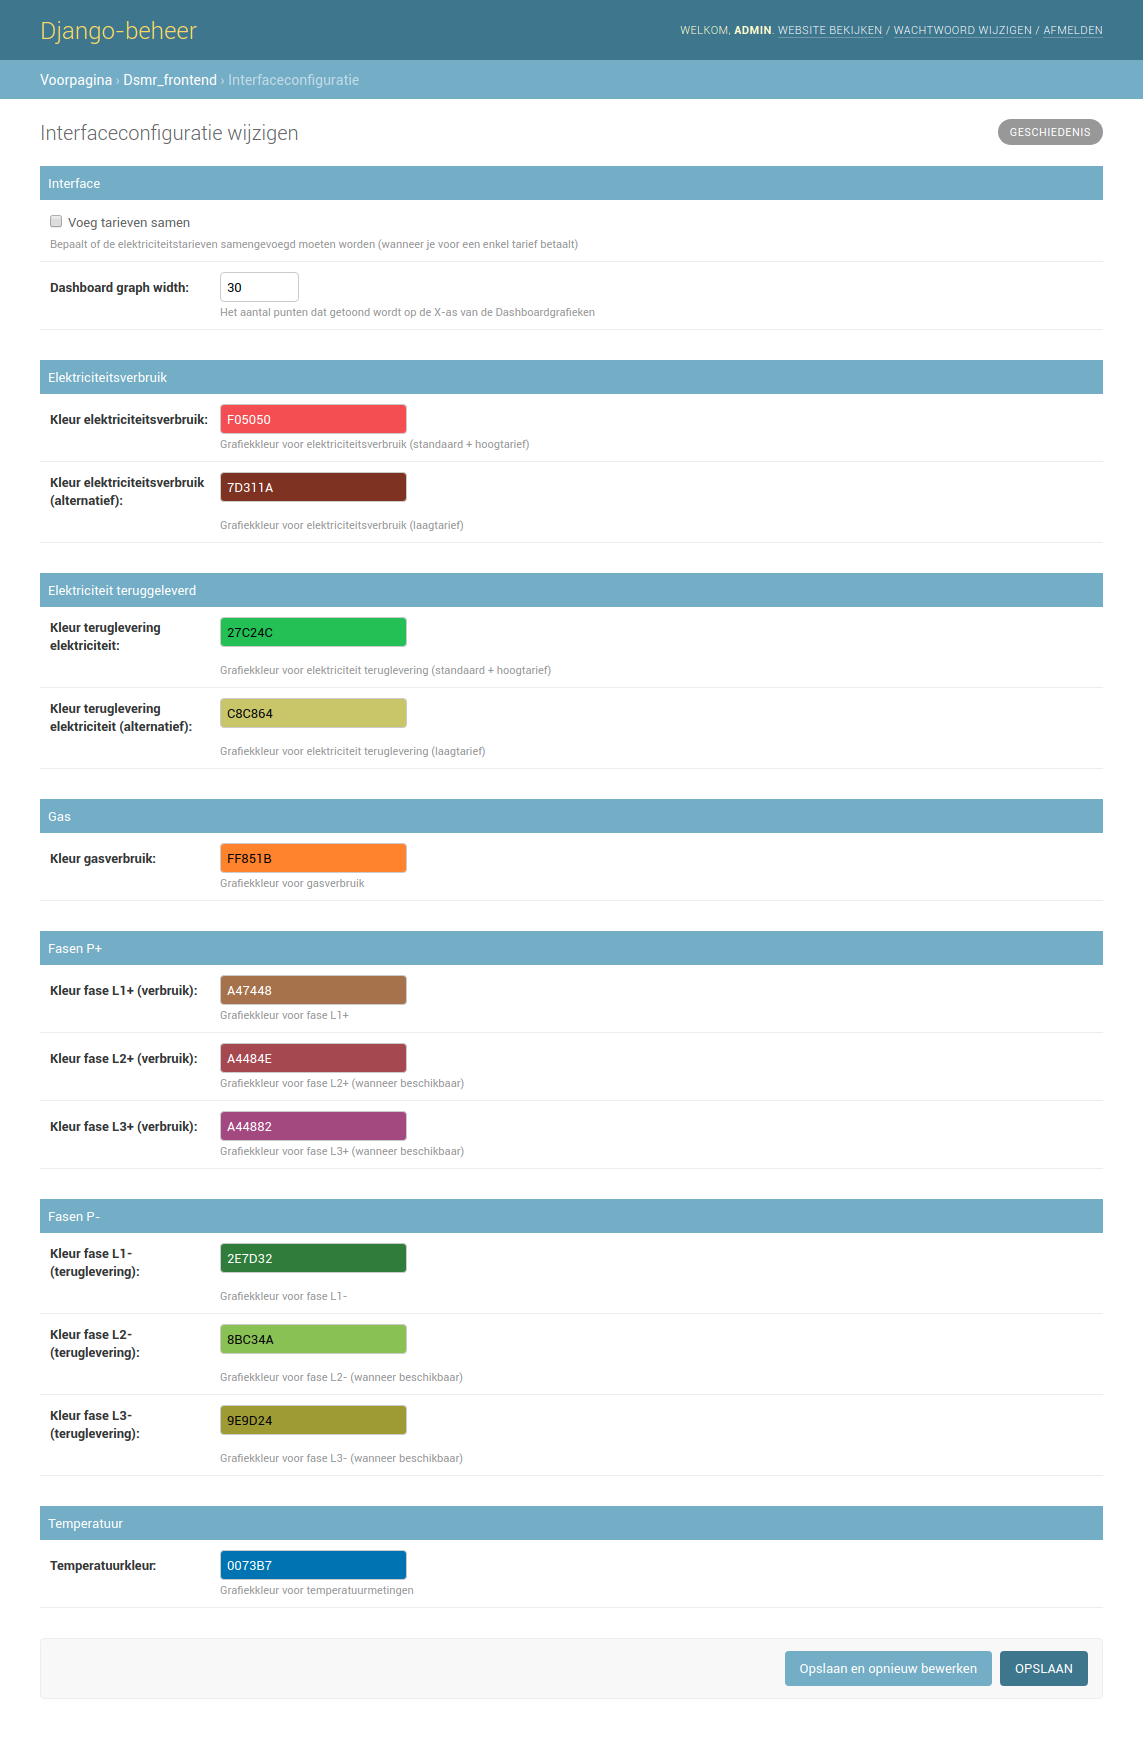 Django-beheer
WELKOM, ADMIN. WEBSITE BEKIJKEN / WACHTWOORD WIJZIGEN / AFMELDEN
Voorpagina › Dsmr_frontend › Interfaceconfiguratie
Interfaceconfiguratie wijzigen
GESCHIEDENIS
Interface
Voeg tarieven samen
Bepaalt of de elektriciteitstarieven samengevoegd moeten worden (wanneer je voor een enkel tarief betaalt)
Dashboard graph width: 30
Het aantal punten dat getoond wordt op de X-as van de Dashboardgrafieken
Elektriciteitsverbruik
Kleur elektriciteitsverbruik: F05050
Grafiekkleur voor elektriciteitsverbruik (standaard + hoogtarief)
Kleur elektriciteitsverbruik
(alternatief):
7D311A
Grafiekkleur voor elektriciteitsverbruik (laagtarief)
Elektriciteit teruggeleverd
Kleur teruglevering
elektriciteit:
27C24C
Grafiekkleur voor elektriciteit teruglevering (standaard + hoogtarief)
Kleur teruglevering
elektriciteit (alternatief):
C8C864
Grafiekkleur voor elektriciteit teruglevering (laagtarief)
Gas
Kleur gasverbruik: FF851B
Grafiekkleur voor gasverbruik
Fasen P+
Kleur fase L1+ (verbruik): A47448
Grafiekkleur voor fase L1+
Kleur fase L2+ (verbruik): A4484E
Grafiekkleur voor fase L2+ (wanneer beschikbaar)
Kleur fase L3+ (verbruik): A44882
Grafiekkleur voor fase L3+ (wanneer beschikbaar)
Fasen P-
Kleur fase L1-
(teruglevering):
2E7D32
Grafiekkleur voor fase L1-
Kleur fase L2-
(teruglevering):
8BC34A
Grafiekkleur voor fase L2- (wanneer beschikbaar)
Kleur fase L3-
(teruglevering):
9E9D24
Grafiekkleur voor fase L3- (wanneer beschikbaar)
Temperatuur
Temperatuurkleur: 0073B7
Grafiekkleur voor temperatuurmetingen
Opslaan en opnieuw bewerken
OPSLAAN